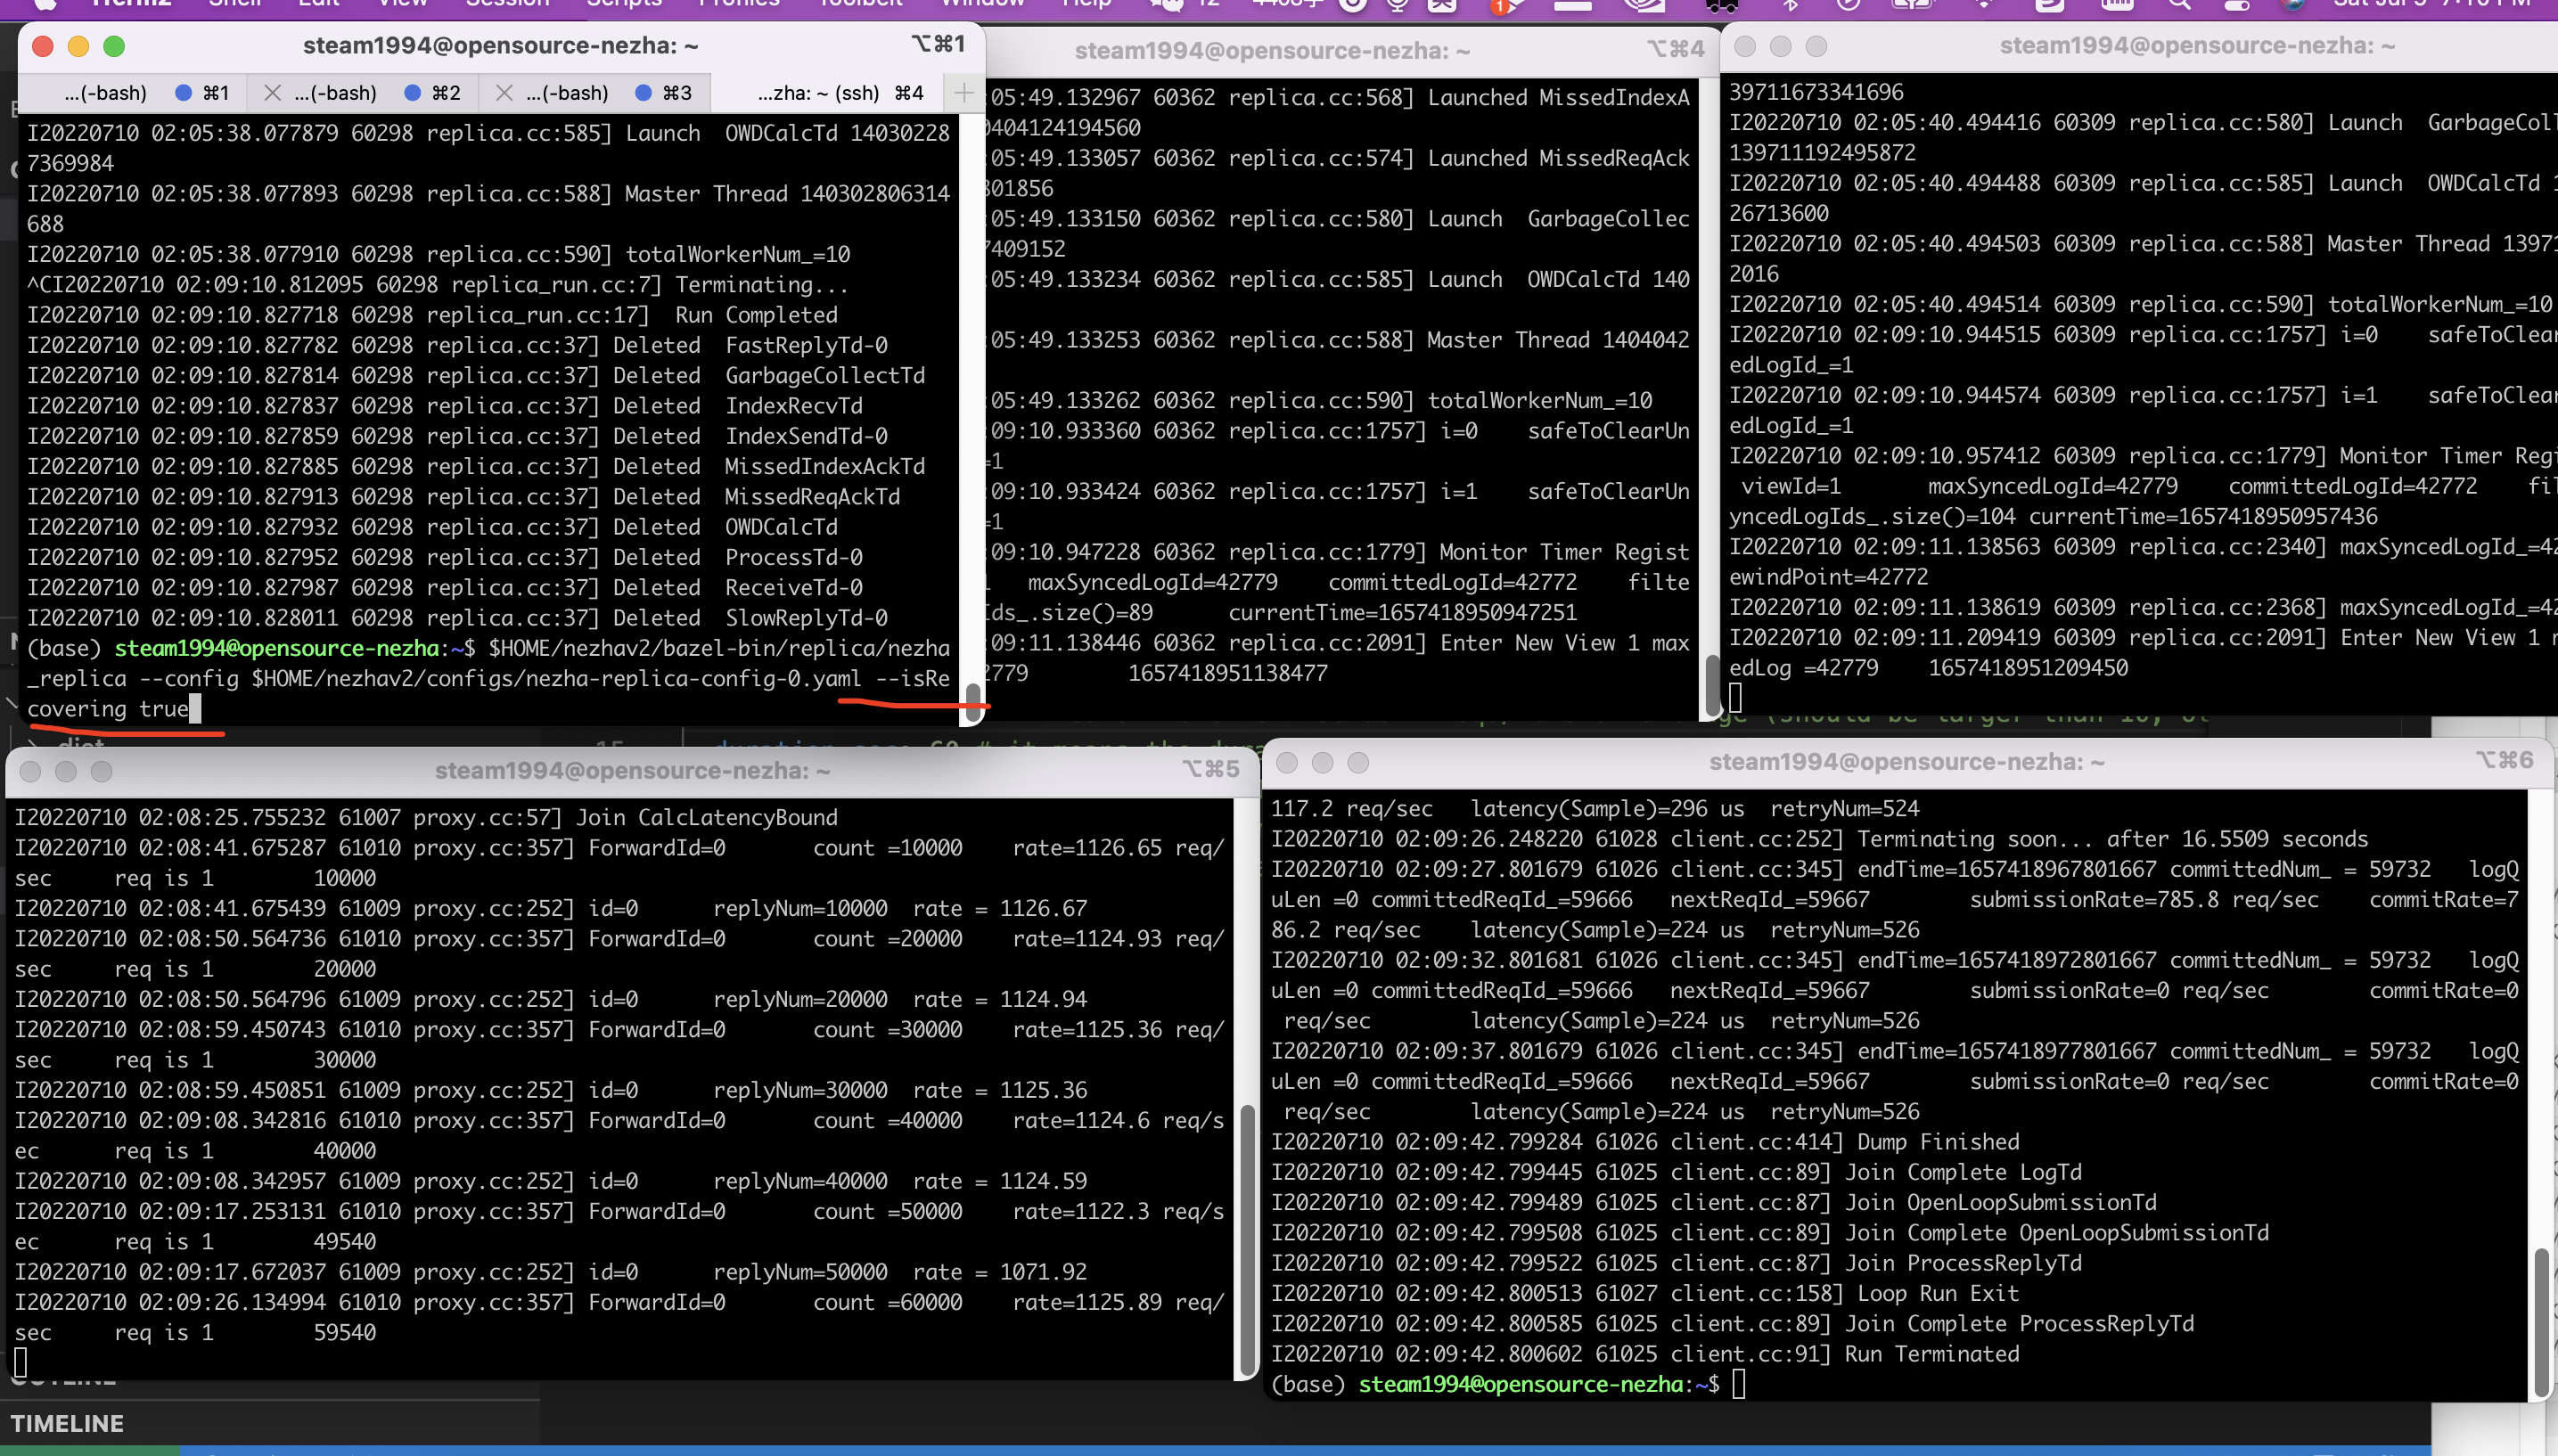 steam1994@opensource-nezha: ~
⌥⌘1
...(-bash) ⌘1
...(-bash) ⌘2
...(-bash) ⌘3
...zha: ~ (ssh) ⌘4
I20220710 02:05:38.077879 60298 replica.cc:585] Launch  OWDCalcTd 14030228
7369984
I20220710 02:05:38.077893 60298 replica.cc:588] Master Thread 140302806314
688
I20220710 02:05:38.077910 60298 replica.cc:590] totalWorkerNum_=10
^CI20220710 02:09:10.812095 60298 replica_run.cc:7] Terminating...
I20220710 02:09:10.827718 60298 replica_run.cc:17]  Run Completed
I20220710 02:09:10.827782 60298 replica.cc:37] Deleted  FastReplyTd-0
I20220710 02:09:10.827814 60298 replica.cc:37] Deleted  GarbageCollectTd
I20220710 02:09:10.827837 60298 replica.cc:37] Deleted  IndexRecvTd
I20220710 02:09:10.827859 60298 replica.cc:37] Deleted  IndexSendTd-0
I20220710 02:09:10.827885 60298 replica.cc:37] Deleted  MissedIndexAckTd
I20220710 02:09:10.827913 60298 replica.cc:37] Deleted  MissedReqAckTd
I20220710 02:09:10.827932 60298 replica.cc:37] Deleted  OWDCalcTd
I20220710 02:09:10.827952 60298 replica.cc:37] Deleted  ProcessTd-0
I20220710 02:09:10.827987 60298 replica.cc:37] Deleted  ReceiveTd-0
I20220710 02:09:10.828011 60298 replica.cc:37] Deleted  SlowReplyTd-0
(base) steam1994@opensource-nezha:~$ $HOME/nezhav2/bazel-bin/replica/nezha
_replica --config $HOME/nezhav2/configs/nezha-replica-config-0.yaml --isRe
covering true
steam1994@opensource-nezha: ~
⌥⌘4
:05:49.132967 60362 replica.cc:568] Launched MissedIndexA
0404124194560
:05:49.133057 60362 replica.cc:574] Launched MissedReqAck
801856
:05:49.133150 60362 replica.cc:580] Launch  GarbageCollec
7409152
:05:49.133234 60362 replica.cc:585] Launch  OWDCalcTd 140
:05:49.133253 60362 replica.cc:588] Master Thread 1404042
:05:49.133262 60362 replica.cc:590] totalWorkerNum_=10
:09:10.933360 60362 replica.cc:1757] i=0    safeToClearUn
=1
:09:10.933424 60362 replica.cc:1757] i=1    safeToClearUn
=1
:09:10.947228 60362 replica.cc:1779] Monitor Timer Regist
maxSyncedLogId=42779    committedLogId=42772    filte
Ids_.size()=89      currentTime=1657418950947251
:09:11.138446 60362 replica.cc:2091] Enter New View 1 max
2779        1657418951138477
steam1994@opensource-nezha: ~
39711673341696
I20220710 02:05:40.494416 60309 replica.cc:580] Launch  GarbageColl
139711192495872
I20220710 02:05:40.494488 60309 replica.cc:585] Launch  OWDCalcTd 1
26713600
I20220710 02:05:40.494503 60309 replica.cc:588] Master Thread 13971
2016
I20220710 02:05:40.494514 60309 replica.cc:590] totalWorkerNum_=10
I20220710 02:09:10.944515 60309 replica.cc:1757] i=0    safeToClear
edLogId_=1
I20220710 02:09:10.944574 60309 replica.cc:1757] i=1    safeToClear
edLogId_=1
I20220710 02:09:10.957412 60309 replica.cc:1779] Monitor Timer Regi
viewId=1       maxSyncedLogId=42779    committedLogId=42772    fil
yncedLogIds_.size()=104 currentTime=1657418950957436
I20220710 02:09:11.138563 60309 replica.cc:2340] maxSyncedLogId_=42
ewindPoint=42772
I20220710 02:09:11.138619 60309 replica.cc:2368] maxSyncedLogId_=42
I20220710 02:09:11.209419 60309 replica.cc:2091] Enter New View 1 m
edLog =42779    1657418951209450
steam1994@opensource-nezha: ~
⌥⌘5
I20220710 02:08:25.755232 61007 proxy.cc:57] Join CalcLatencyBound
I20220710 02:08:41.675287 61010 proxy.cc:357] ForwardId=0       count =10000    rate=1126.65 req/
sec     req is 1        10000
I20220710 02:08:41.675439 61009 proxy.cc:252] id=0      replyNum=10000  rate = 1126.67
I20220710 02:08:50.564736 61010 proxy.cc:357] ForwardId=0       count =20000    rate=1124.93 req/
sec     req is 1        20000
I20220710 02:08:50.564796 61009 proxy.cc:252] id=0      replyNum=20000  rate = 1124.94
I20220710 02:08:59.450743 61010 proxy.cc:357] ForwardId=0       count =30000    rate=1125.36 req/
sec     req is 1        30000
I20220710 02:08:59.450851 61009 proxy.cc:252] id=0      replyNum=30000  rate = 1125.36
I20220710 02:09:08.342816 61010 proxy.cc:357] ForwardId=0       count =40000    rate=1124.6 req/s
ec      req is 1        40000
I20220710 02:09:08.342957 61009 proxy.cc:252] id=0      replyNum=40000  rate = 1124.59
I20220710 02:09:17.253131 61010 proxy.cc:357] ForwardId=0       count =50000    rate=1122.3 req/s
ec      req is 1        49540
I20220710 02:09:17.672037 61009 proxy.cc:252] id=0      replyNum=50000  rate = 1071.92
I20220710 02:09:26.134994 61010 proxy.cc:357] ForwardId=0       count =60000    rate=1125.89 req/
sec     req is 1        59540
steam1994@opensource-nezha: ~
⌥⌘6
117.2 req/sec   latency(Sample)=296 us  retryNum=524
I20220710 02:09:26.248220 61028 client.cc:252] Terminating soon... after 16.5509 seconds
I20220710 02:09:27.801679 61026 client.cc:345] endTime=1657418967801667 committedNum_ = 59732   logQ
uLen =0 committedReqId_=59666   nextReqId_=59667        submissionRate=785.8 req/sec    commitRate=7
86.2 req/sec    latency(Sample)=224 us  retryNum=526
I20220710 02:09:32.801681 61026 client.cc:345] endTime=1657418972801667 committedNum_ = 59732   logQ
uLen =0 committedReqId_=59666   nextReqId_=59667        submissionRate=0 req/sec        commitRate=0
req/sec        latency(Sample)=224 us  retryNum=526
I20220710 02:09:37.801679 61026 client.cc:345] endTime=1657418977801667 committedNum_ = 59732   logQ
uLen =0 committedReqId_=59666   nextReqId_=59667        submissionRate=0 req/sec        commitRate=0
req/sec        latency(Sample)=224 us  retryNum=526
I20220710 02:09:42.799284 61026 client.cc:414] Dump Finished
I20220710 02:09:42.799445 61025 client.cc:89] Join Complete LogTd
I20220710 02:09:42.799489 61025 client.cc:87] Join OpenLoopSubmissionTd
I20220710 02:09:42.799508 61025 client.cc:89] Join Complete OpenLoopSubmissionTd
I20220710 02:09:42.799522 61025 client.cc:87] Join ProcessReplyTd
I20220710 02:09:42.800513 61027 client.cc:158] Loop Run Exit
I20220710 02:09:42.800585 61025 client.cc:89] Join Complete ProcessReplyTd
I20220710 02:09:42.800602 61025 client.cc:91] Run Terminated
(base) steam1994@opensource-nezha:~$
TIMELINE